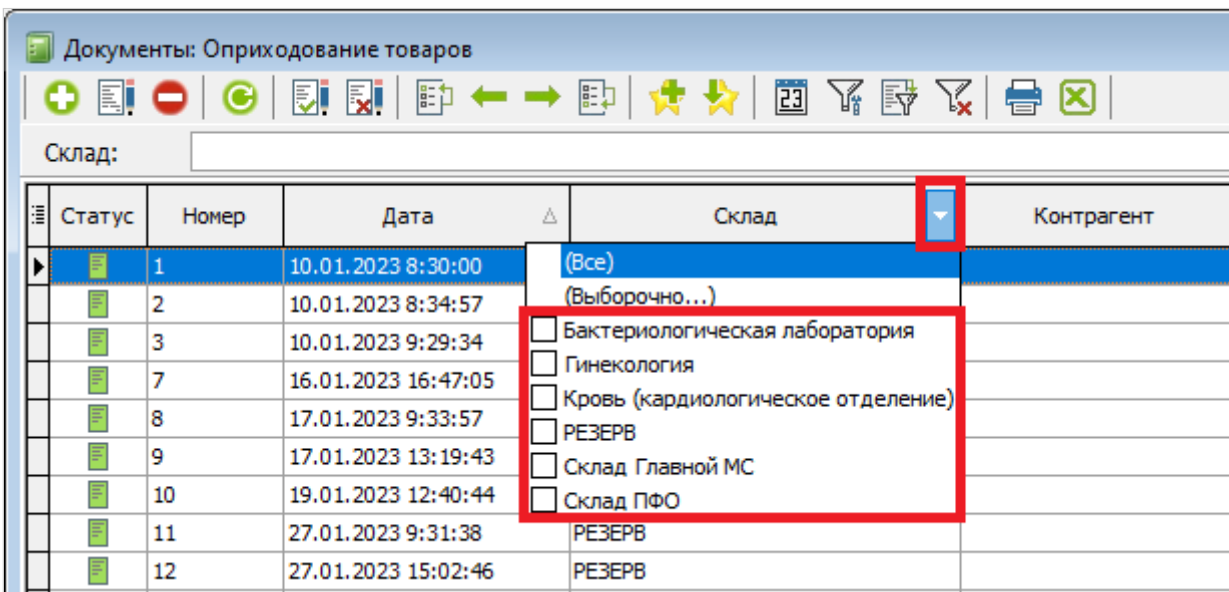 Документы: Оприходование товаров
23
Склад:
Статус Номер Дата Склад Контрагент
1 10.01.2023 8:30:00 (Все)
2 10.01.2023 8:34:57 (Выборочно...)
Бактериологическая лаборатория
3 10.01.2023 9:29:34
Гинекология
7 16.01.2023 16:47:05
Кровь (кардиологическое отделение)
8 17.01.2023 9:33:57 РЕЗЕРВ
9 17.01.2023 13:19:43 Склад Главной МС
10 19.01.2023 12:40:44 Склад ПФО
11 27.01.2023 9:31:38 РЕЗЕРВ
12 27.01.2023 15:02:46 РЕЗЕРВ